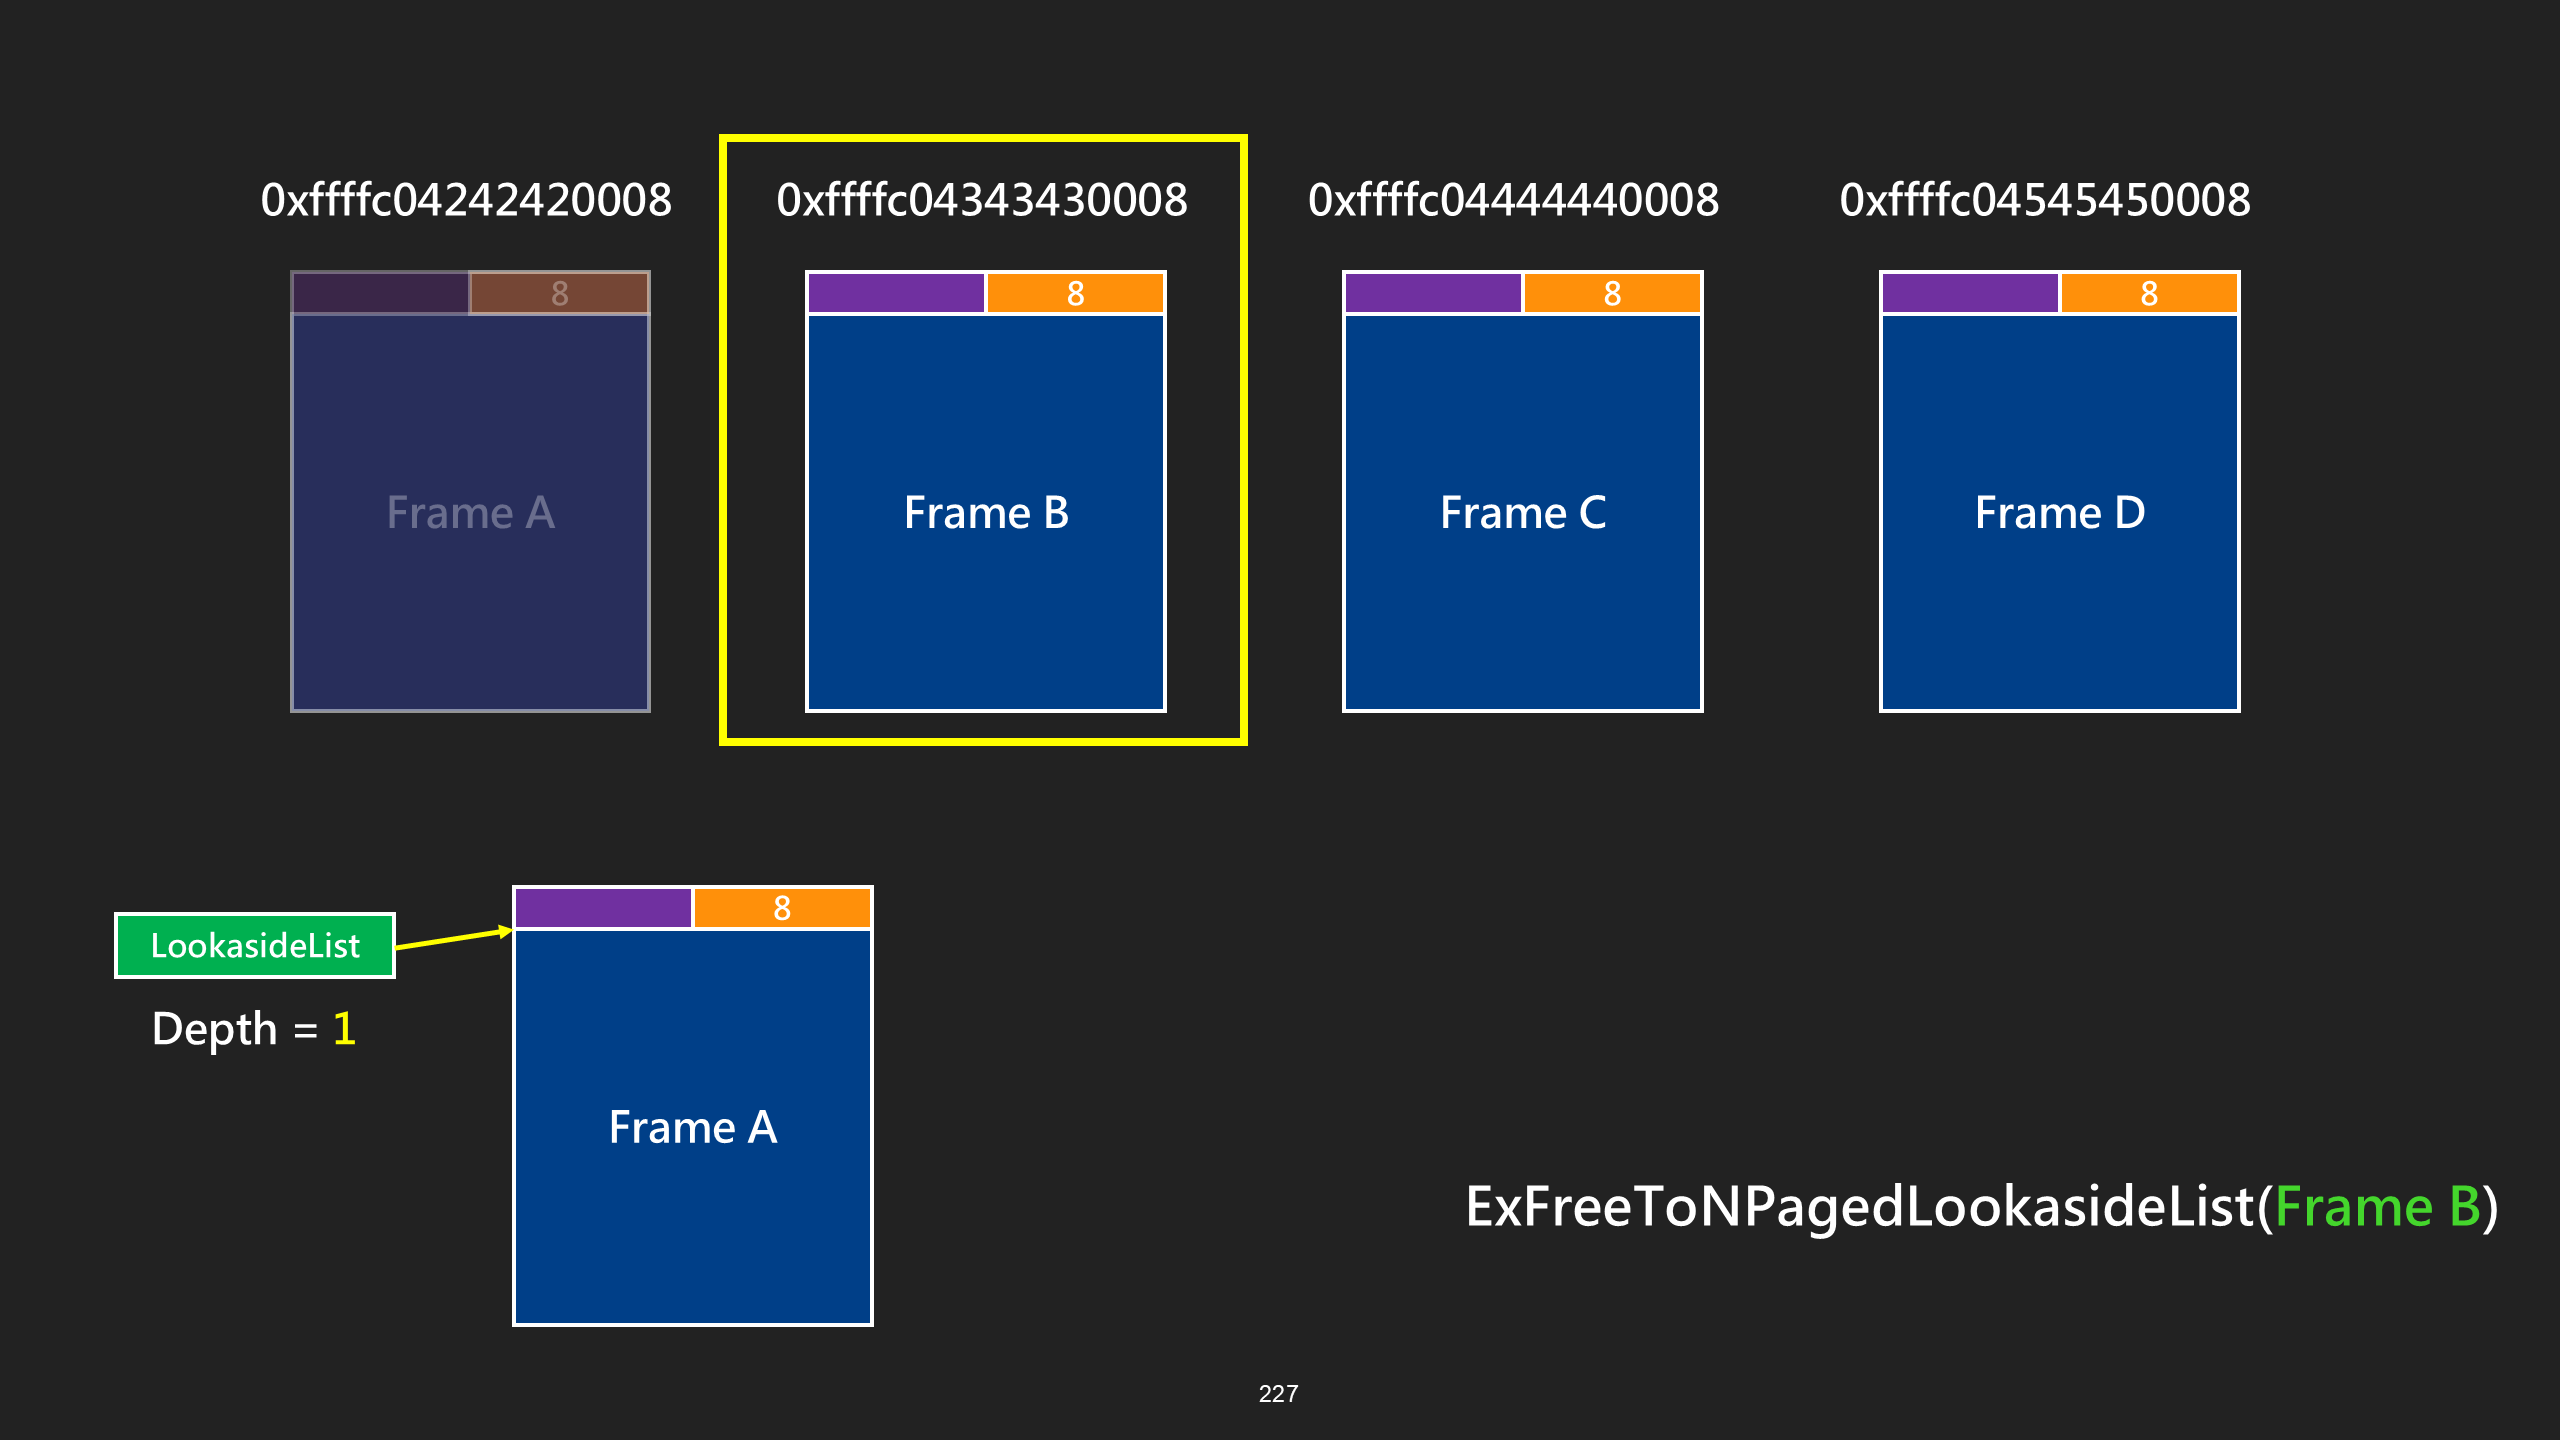 0xffffc04242420008
0xffffc04343430008
0xffffc04444440008
0xffffc04545450008
8
8
8
8
Frame A
Frame B
Frame C
Frame D
8
LookasideList
Depth = 1
Frame A
ExFreeToNPagedLookasideList(Frame B)
227